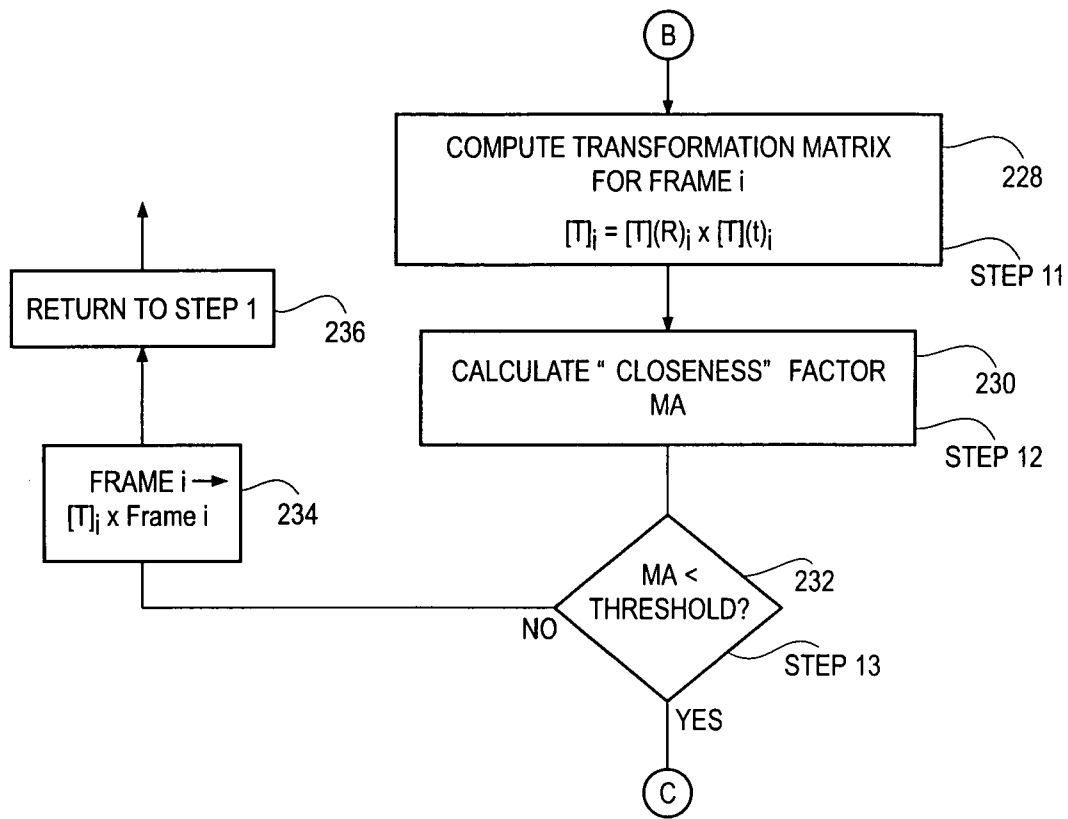 B
COMPUTE TRANSFORMATION MATRIX
FOR FRAME i
[T]i = [T](R)i x [T](t)i
228
STEP 11
RETURN TO STEP 1
236
CALCULATE “ CLOSENESS” FACTOR
MA
230
STEP 12
FRAME i →
[T]i x Frame i
234
MA <
THRESHOLD?
232
STEP 13
NO
YES
C